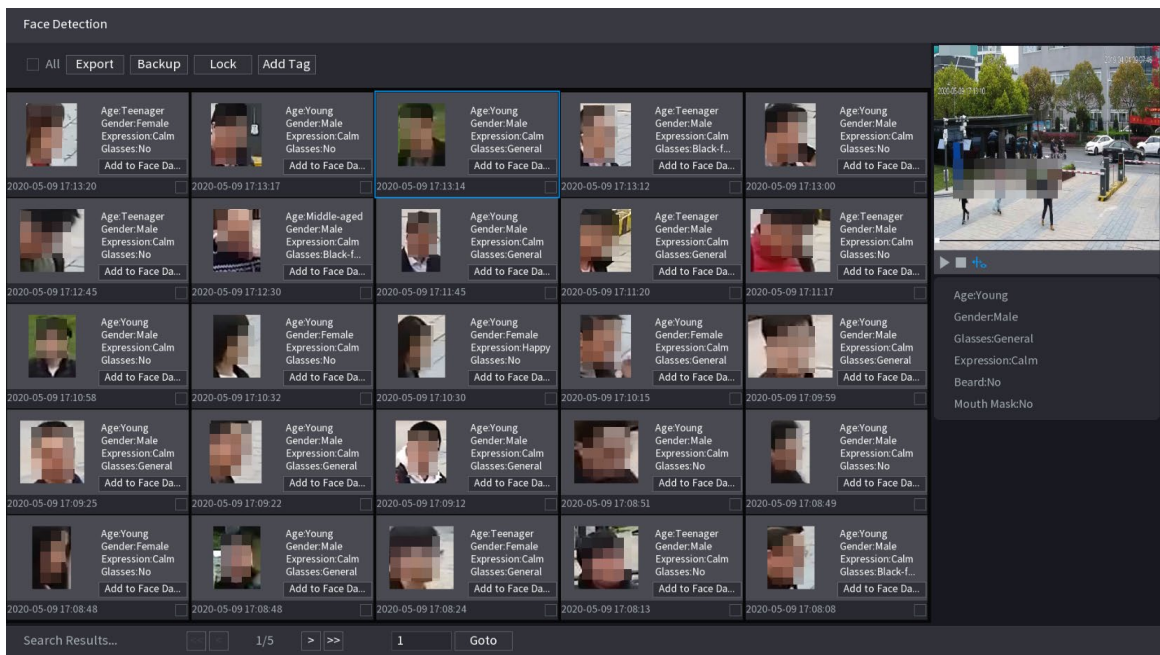 Face Detection
All Export Backup Lock Add Tag
Age:Teenager
Gender:Female
Expression:Calm
Glasses:No
Add to Face Da...
2020-05-09 17:13:20
Age:Young
Gender:Male
Expression:Calm
Glasses:No
Add to Face Da...
2020-05-09 17:13:17
Age:Young
Gender:Male
Expression:Calm
Glasses:General
Add to Face Da...
2020-05-09 17:13:14
Age:Teenager
Gender:Male
Expression:Calm
Glasses:Black-f...
Add to Face Da...
2020-05-09 17:13:12
Age:Young
Gender:Male
Expression:Calm
Glasses:No
Add to Face Da...
2020-05-09 17:13:00
Age:Teenager
Gender:Male
Expression:Calm
Glasses:No
Add to Face Da...
2020-05-09 17:12:45
Age:Middle-aged
Gender:Male
Expression:Calm
Glasses:Black-f...
Add to Face Da...
2020-05-09 17:12:30
Age:Young
Gender:Male
Expression:Calm
Glasses:General
Add to Face Da...
2020-05-09 17:11:45
Age:Teenager
Gender:Male
Expression:Calm
Glasses:General
Add to Face Da...
2020-05-09 17:11:20
Age:Teenager
Gender:Male
Expression:Calm
Glasses:No
Add to Face Da...
2020-05-09 17:11:17
Age:Young
Gender:Male
Expression:Calm
Glasses:No
Add to Face Da...
2020-05-09 17:10:58
Age:Young
Gender:Female
Expression:Calm
Glasses:No
Add to Face Da...
2020-05-09 17:10:32
Age:Young
Gender:Female
Expression:Happy
Glasses:No
Add to Face Da...
2020-05-09 17:10:30
Age:Young
Gender:Female
Expression:Calm
Glasses:General
Add to Face Da...
2020-05-09 17:10:15
Age:Young
Gender:Male
Expression:Calm
Glasses:General
Add to Face Da...
2020-05-09 17:09:59
Age:Young
Gender:Male
Expression:Calm
Glasses:General
Add to Face Da...
2020-05-09 17:09:25
Age:Young
Gender:Male
Expression:Calm
Glasses:General
Add to Face Da...
2020-05-09 17:09:22
Age:Young
Gender:Male
Expression:Calm
Glasses:General
Add to Face Da...
2020-05-09 17:09:12
Age:Young
Gender:Male
Expression:Calm
Glasses:No
Add to Face Da...
2020-05-09 17:08:51
Age:Young
Gender:Male
Expression:Calm
Glasses:No
Add to Face Da...
2020-05-09 17:08:49
Age:Young
Gender:Female
Expression:Calm
Glasses:No
Add to Face Da...
2020-05-09 17:08:48
Age:Young
Gender:Male
Expression:Calm
Glasses:General
Add to Face Da...
2020-05-09 17:08:48
Age:Teenager
Gender:Female
Expression:Calm
Glasses:General
Add to Face Da...
2020-05-09 17:08:24
Age:Teenager
Gender:Male
Expression:Calm
Glasses:No
Add to Face Da...
2020-05-09 17:08:13
Age:Young
Gender:Male
Expression:Calm
Glasses:Black-f...
Add to Face Da...
2020-05-09 17:08:08
Age:Young
Gender:Male
Glasses:General
Expression:Calm
Beard:No
Mouth Mask:No
Search Results... 1/5 > >> 1 Goto